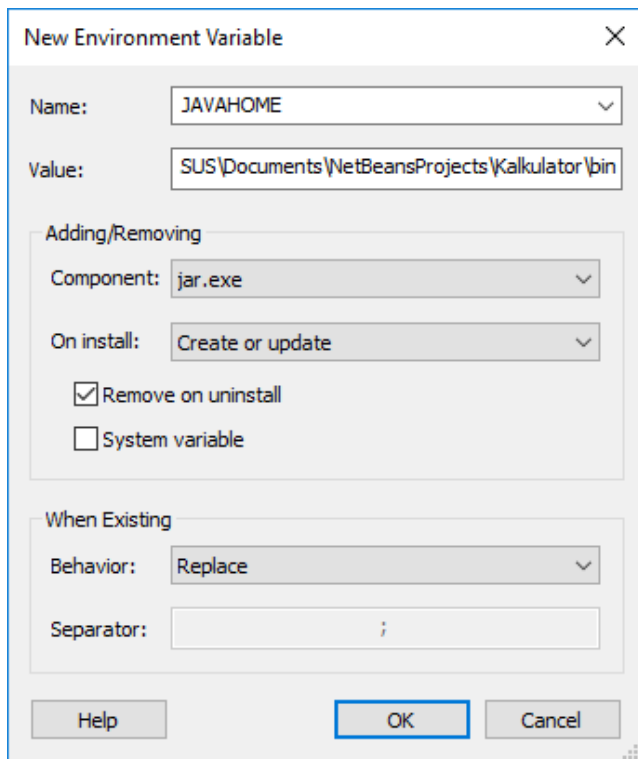 New Environment Variable
Name: JAVAHOME
Value: SUS\Documents\NetBeansProjects\Kalkulator\bin
Adding/Removing
Component: jar.exe
On install: Create or update
Remove on uninstall
System variable
When Existing
Behavior: Replace
Separator: ;
Help OK Cancel